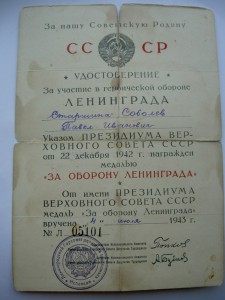 За нашу Советскую Родину
СССР
УДОСТОВЕРЕНИЕ
За участие в героической обороне
ЛЕНИНГРАДА
Старшина Соболев
Павел Иванович
Указом ПРЕЗИДИУМА ВЕР-
ХОВНОГО СОВЕТА СССР
от 22 декабря 1942 г. награжден
медалью
«ЗА ОБОРОНУ ЛЕНИНГРАДА»
От имени ПРЕЗИДИУМА
ВЕРХОВНОГО СОВЕТА СССР
медаль «За оборону Ленинграда»
вручена 4 июля 1943 г.
№ Л 05101